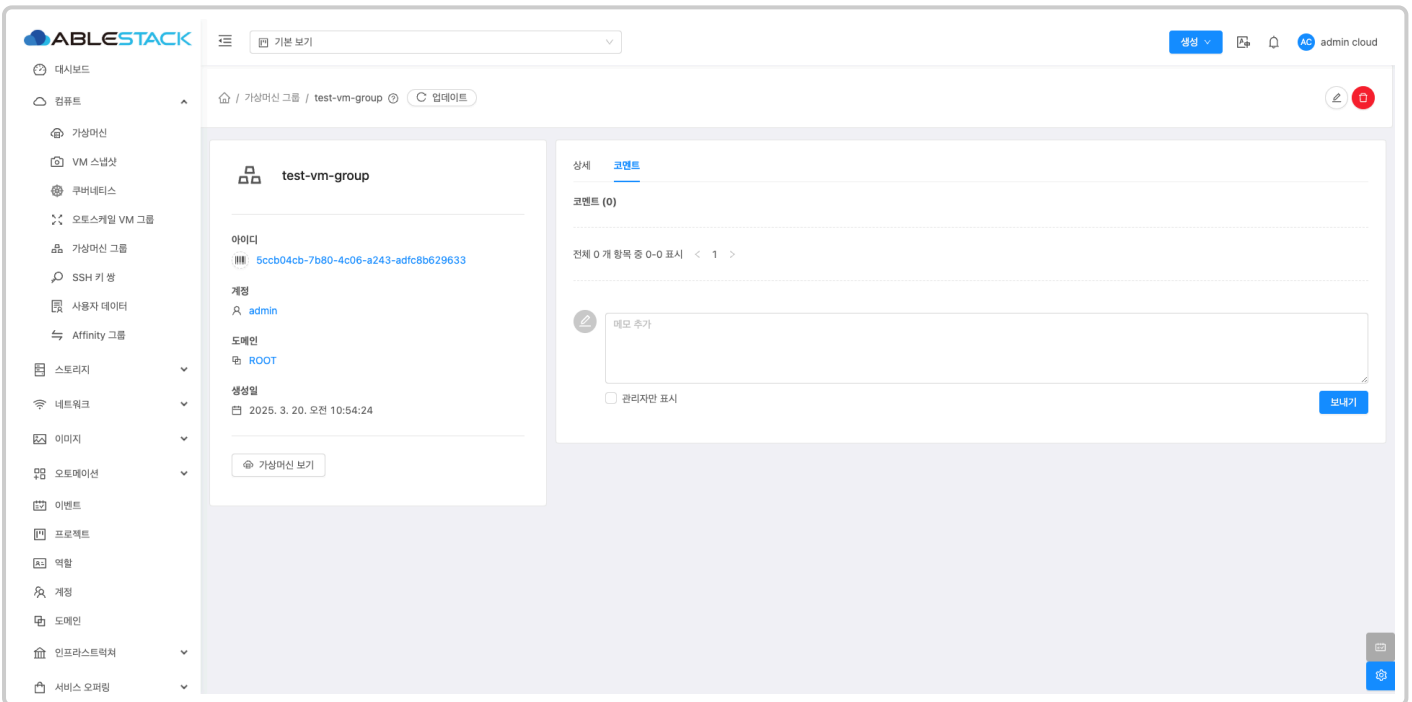 ABLESTACK
기본 보기
생성
AC admin cloud
대시보드
컴퓨트
가상머신
VM 스냅샷
쿠버네티스
오토스케일 VM 그룹
가상머신 그룹
SSH 키 쌍
사용자 데이터
Affinity 그룹
스토리지
네트워크
이미지
오토메이션
이벤트
프로젝트
역할
계정
도메인
인프라스트럭쳐
서비스 오퍼링
/ 가상머신 그룹 / test-vm-group 업데이트
test-vm-group
아이디
5ccb04cb-7b80-4c06-a243-adfc8b629633
계정
admin
도메인
ROOT
생성일
2025. 3. 20. 오전 10:54:24
가상머신 보기
상세 코멘트
코멘트 (0)
전체 0 개 항목 중 0-0 표시 < 1 >
메모 추가
관리자만 표시
보내기